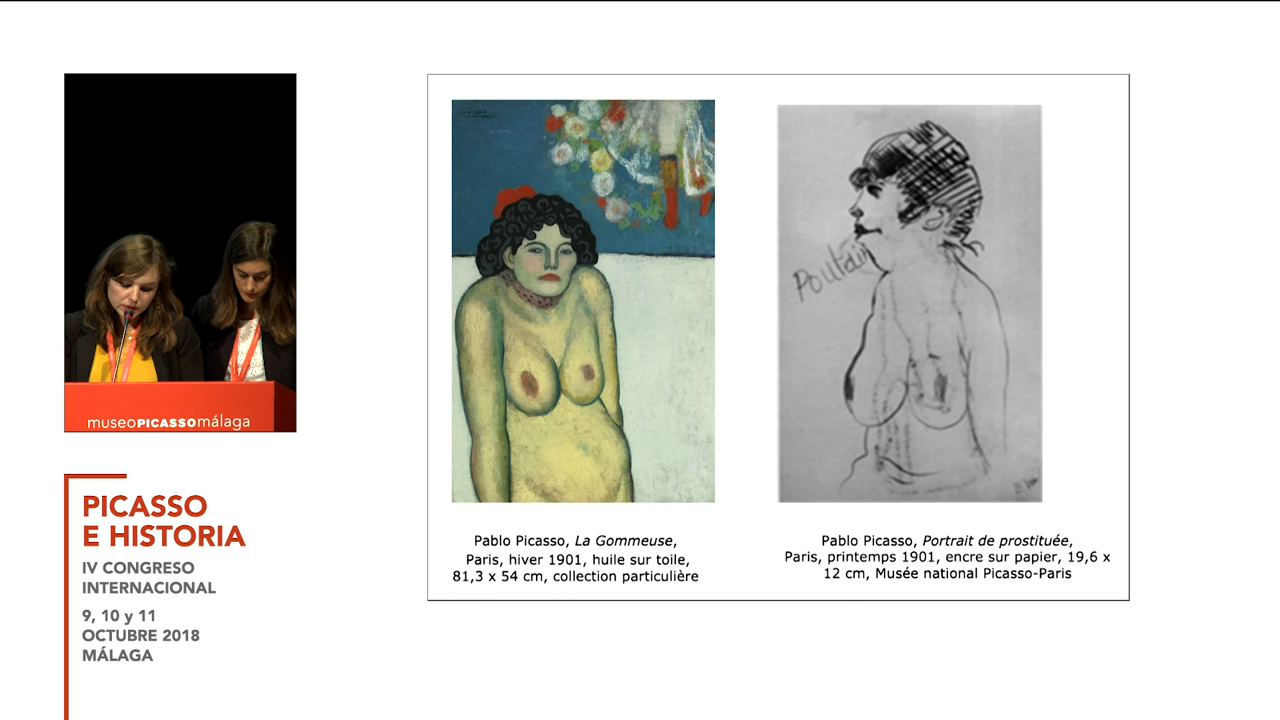 museoPICASSOmálaga
PICASSO
E HISTORIA
IV CONGRESO
INTERNACIONAL
9, 10 y 11
OCTUBRE 2018
MÁLAGA
Pablo Picasso, La Gommeuse,
Paris, hiver 1901, huile sur toile,
81,3 x 54 cm, collection particulière
Pablo Picasso, Portrait de prostituée,
Paris, printemps 1901, encre sur papier, 19,6 x
12 cm, Musée national Picasso-Paris